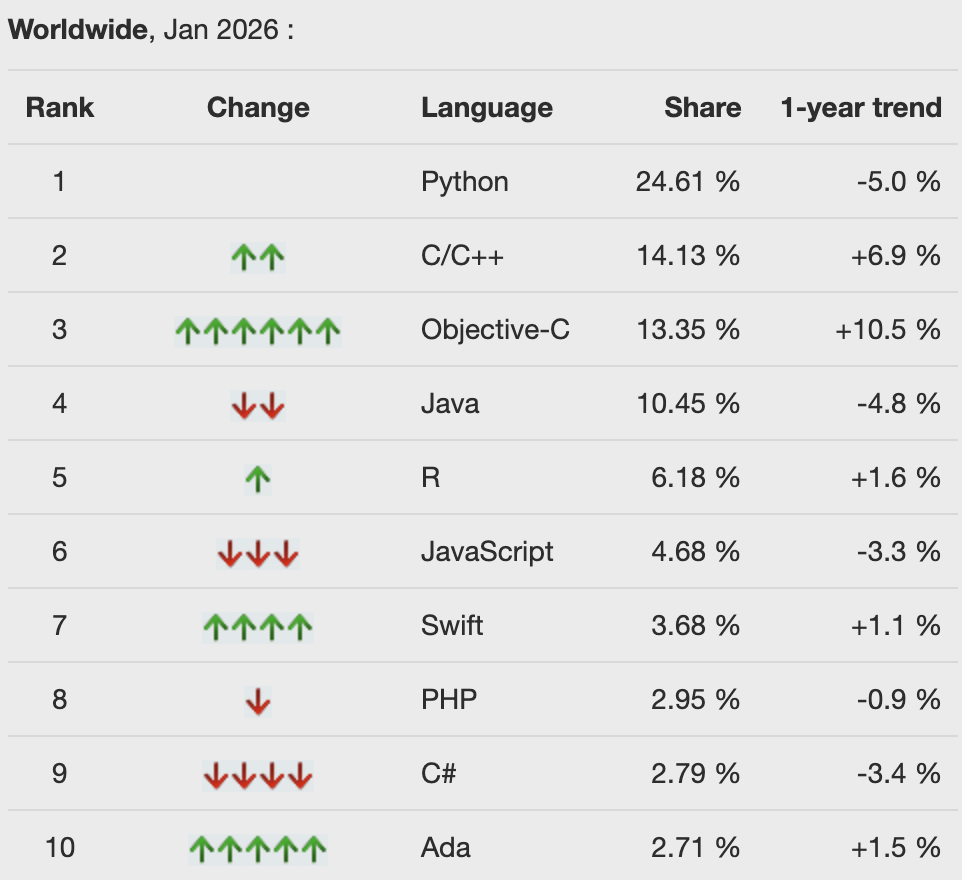 Worldwide, Jan 2026 :
Rank Change Language Share 1-year trend
1 Python 24.61 % -5.0 %
2 ↑↑ C/C++ 14.13 % +6.9 %
3 ↑↑↑↑↑↑ Objective-C 13.35 % +10.5 %
4 ↓↓ Java 10.45 % -4.8 %
5 ↑ R 6.18 % +1.6 %
6 ↓↓↓ JavaScript 4.68 % -3.3 %
7 ↑↑↑↑ Swift 3.68 % +1.1 %
8 ↓ PHP 2.95 % -0.9 %
9 ↓↓↓↓ C# 2.79 % -3.4 %
10 ↑↑↑↑↑ Ada 2.71 % +1.5 %